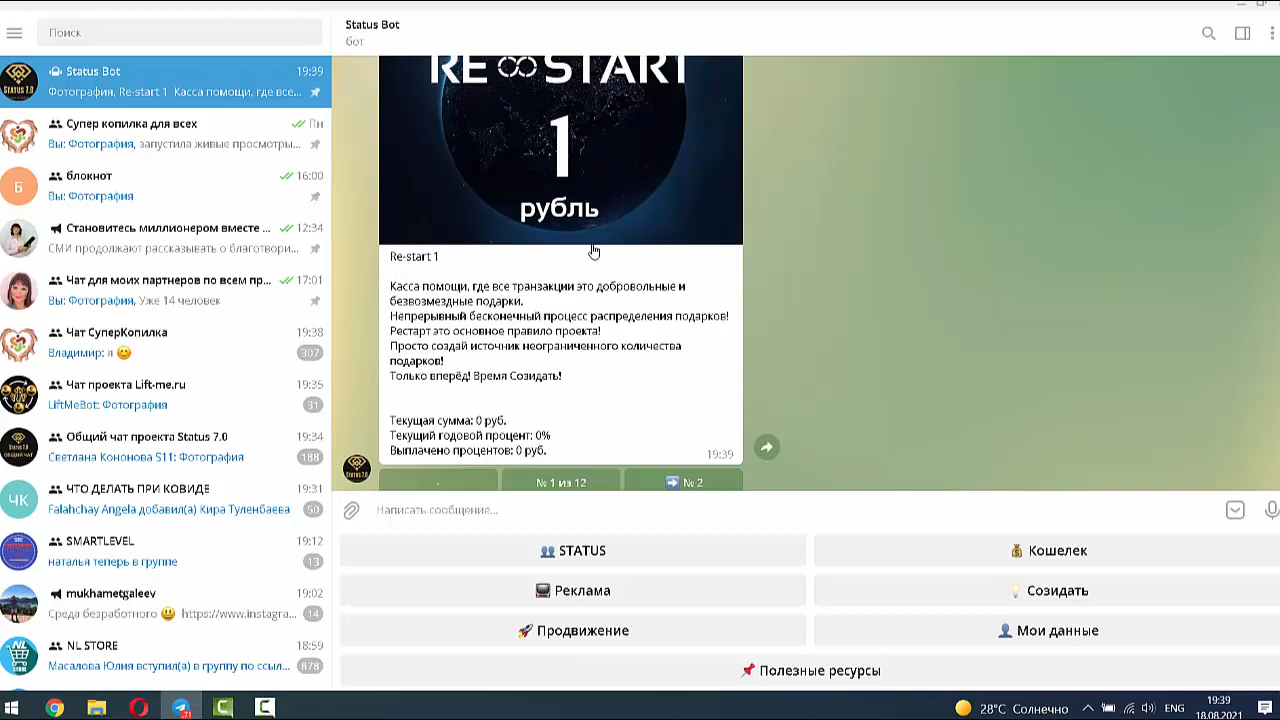 Поиск
Status Bot
бот
Status Bot 19:39
Фотография, Re-start 1 Касса помощи, где все...
Супер копилка для всех Пн
Вы: Фотография, запустила живые просмотры...
Б
блокнот 16:00
Вы: Фотография
Становитесь миллионером вместе ... 12:34
СМИ продолжают рассказывать о благотвори...
Чат для моих партнеров по всем пр... 17:01
Вы: Фотография, Уже 14 человек
Чат СуперКопилка 19:38
Владимир: я 😊 307
Чат проекта Lift-me.ru 19:35
LiftMeBot: Фотография 31
Общий чат проекта Status 7.0 19:34
Светлана Кононова S11: Фотография 188
ЧК
ЧТО ДЕЛАТЬ ПРИ КОВИДЕ 19:31
Falahchay Angela добавил(а) Кира Туленбаева 50
SMARTLEVEL 19:12
наталья теперь в группе 13
mukhametgaleev 19:02
Среда безработного 😃 https://www.instagra... 14
NL STORE 18:59
Масалова Юлия вступил(а) в группу по ссыл... 878
RE∞START
1
рубль
Re-start 1
Касса помощи, где все транзакции это добровольные и
безвозмездные подарки.
Непрерывный бесконечный процесс распределения подарков!
Рестарт это основное правило проекта!
Просто создай источник неограниченного количества
подарков!
Только вперёд! Время Созидать!
Текущая сумма: 0 руб.
Текущий годовой процент: 0%
Выплачено процентов: 0 руб.
19:39
- № 1 из 12 ➡ № 2
Написать сообщение...
👥 STATUS 💰 Кошелек
📺 Реклама 💡 Созидать
🚀 Продвижение 👤 Мои данные
📌 Полезные ресурсы
71
28°C Солнечно ENG 19:39
18.08.2021